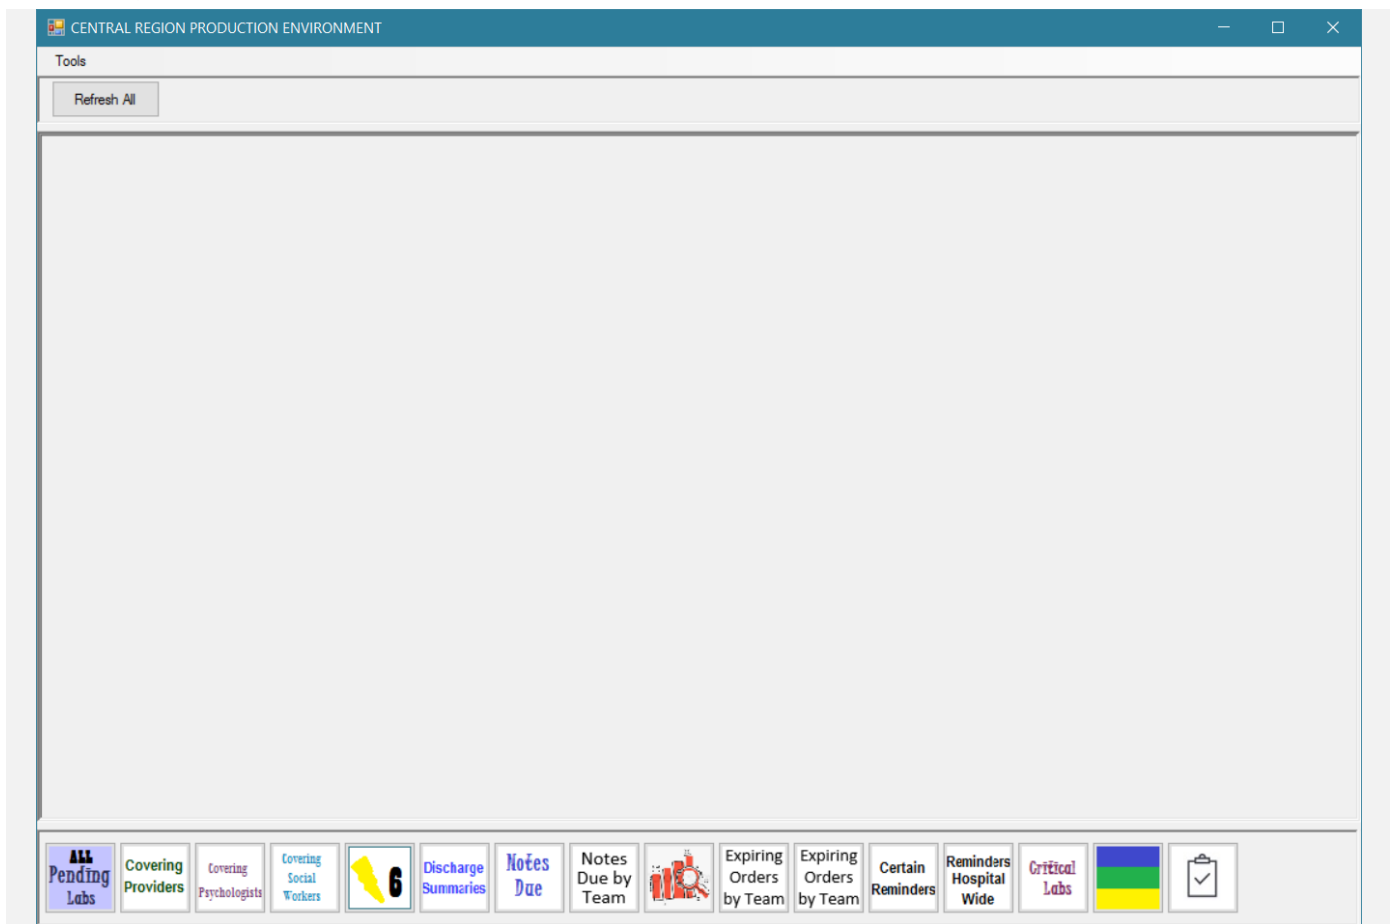 CENTRAL REGION PRODUCTION ENVIRONMENT
Tools
Refresh All
ALL
Pending
Labs
Covering
Providers
Covering
Psychologists
Covering
Social
Workers
6
Discharge
Summaries
Notes
Due
Notes
Due by
Team
Expiring
Orders
by Team
Expiring
Orders
by Team
Certain
Reminders
Reminders
Hospital
Wide
Critical
Labs